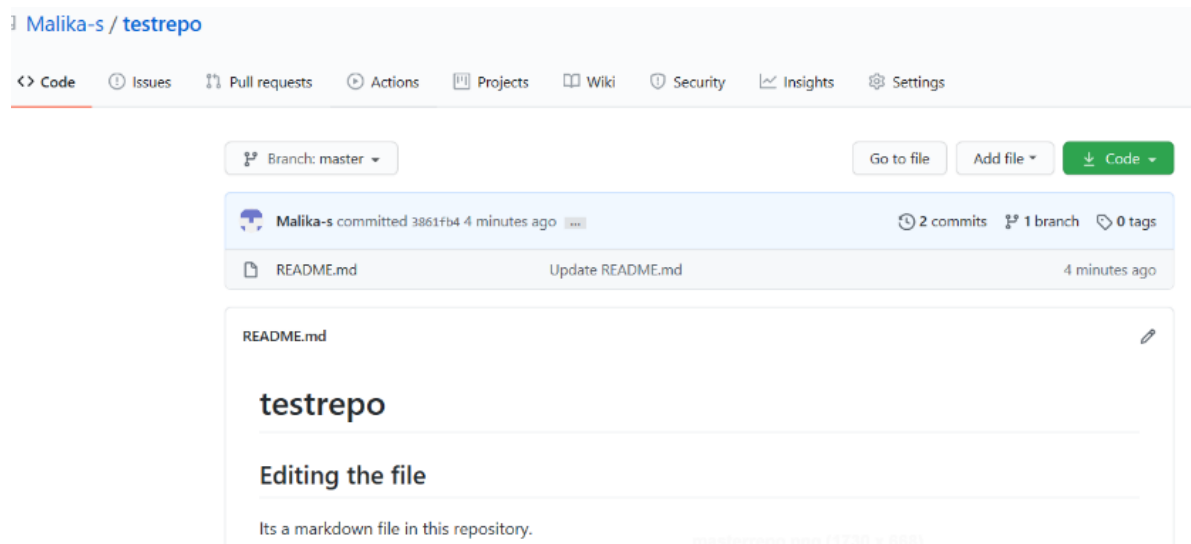 Malika-s / testrepo
Code Issues Pull requests Actions Projects Wiki Security Insights Settings
Branch: master Go to file Add file Code
Malika-s committed 3861fb4 4 minutes ago ... 2 commits 1 branch 0 tags
README.md Update README.md 4 minutes ago
README.md
testrepo
Editing the file
Its a markdown file in this repository.